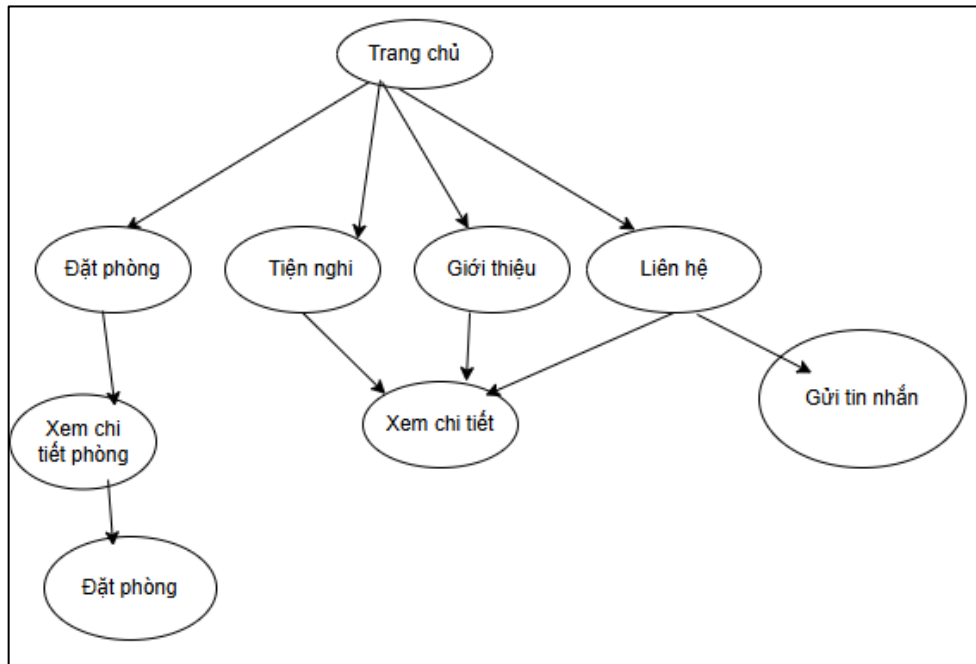 Trang chủ
Đặt phòng
Tiện nghi
Giới thiệu
Liên hệ
Xem chi
tiết phòng
Xem chi tiết
Gửi tin nhắn
Đặt phòng